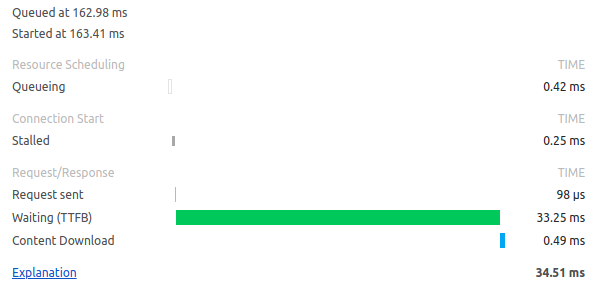 Queued at 162.98 ms
Started at 163.41 ms
Resource Scheduling TIME
Queueing 0.42 ms
Connection Start TIME
Stalled 0.25 ms
Request/Response TIME
Request sent 98 μs
Waiting (TTFB) 33.25 ms
Content Download 0.49 ms
Explanation 34.51 ms